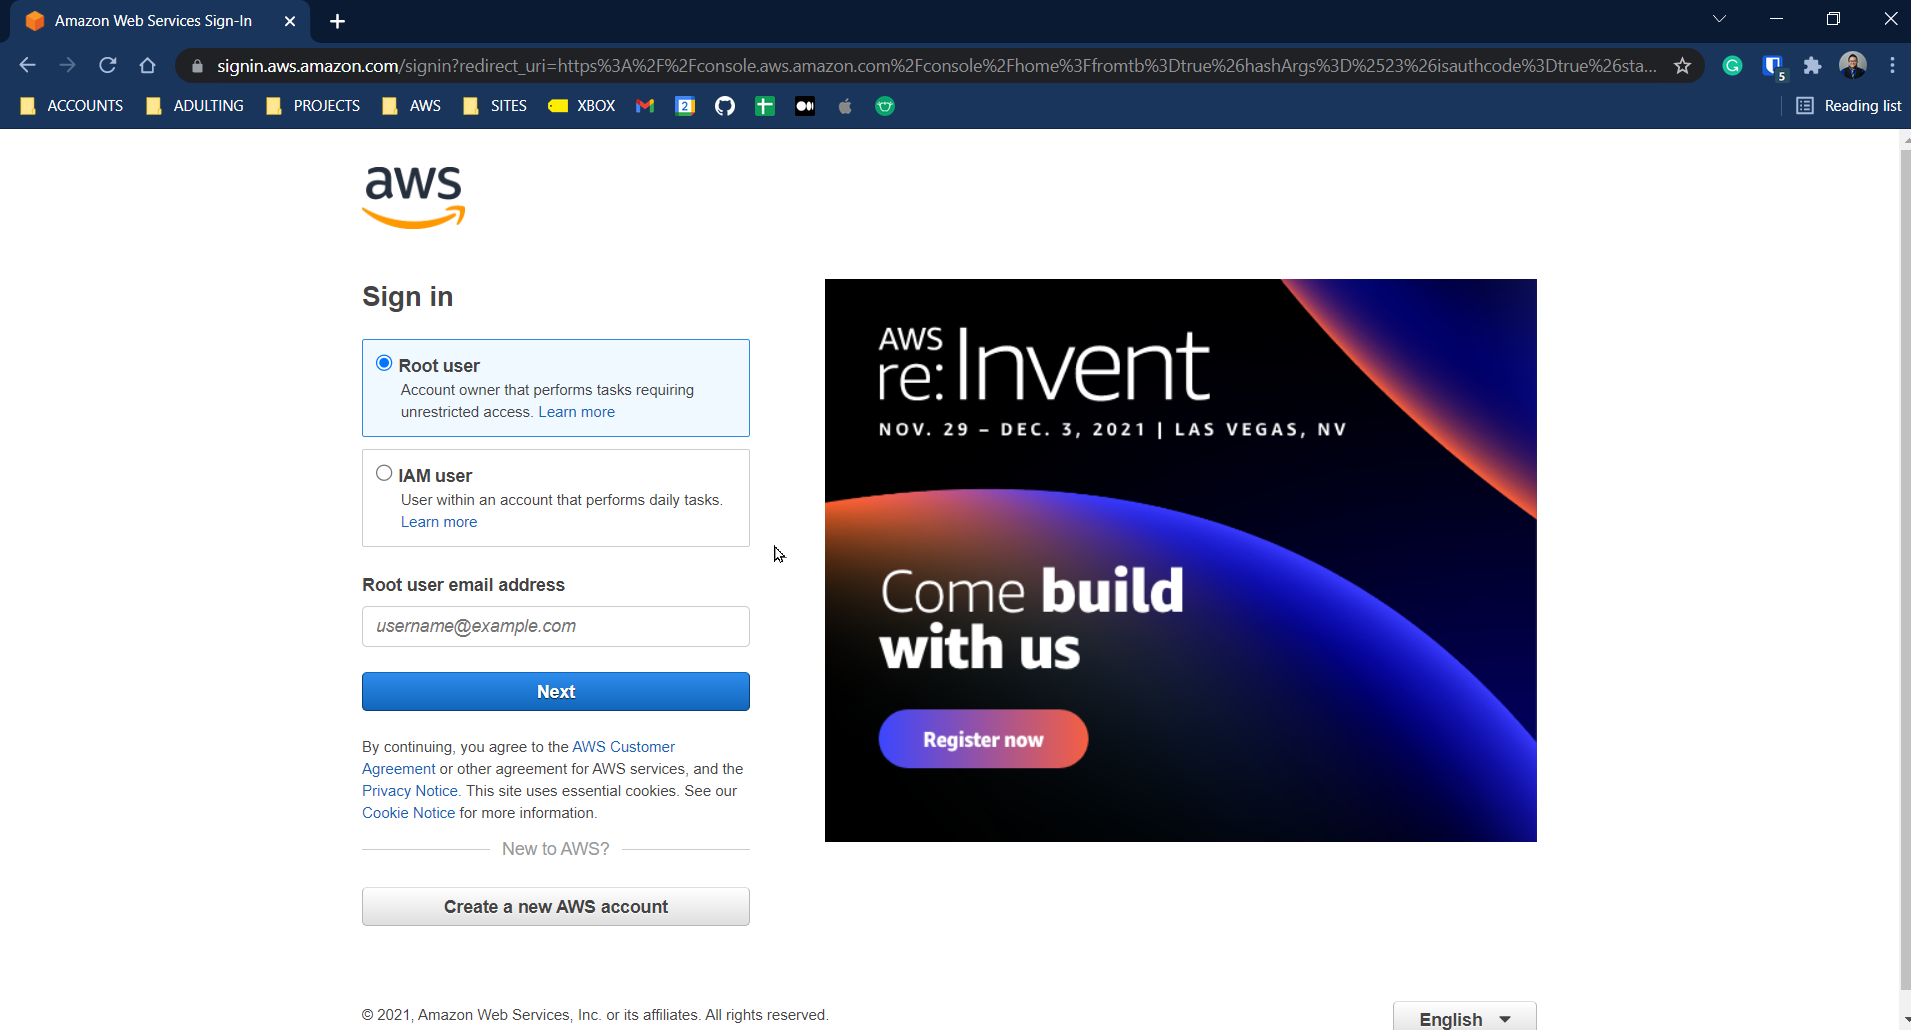 Amazon Web Services Sign-In
signin.aws.amazon.com/signin?redirect_uri=https%3A%2F%2Fconsole.aws.amazon.com%2Fconsole%2Fhome%3Ffromtb%3Dtrue%26hashArgs%3D%2523%26isauthcode%3Dtrue%26sta...
5
ACCOUNTS ADULTING PROJECTS AWS SITES XBOX 2 Reading list
aws
Sign in
Root user
Account owner that performs tasks requiring
unrestricted access. Learn more
IAM user
User within an account that performs daily tasks.
Learn more
Root user email address
username@example.com
Next
By continuing, you agree to the AWS Customer
Agreement or other agreement for AWS services, and the
Privacy Notice. This site uses essential cookies. See our
Cookie Notice for more information.
New to AWS?
Create a new AWS account
AWS
re:Invent
NOV. 29 – DEC. 3, 2021 | LAS VEGAS, NV
Come build
with us
Register now
© 2021, Amazon Web Services, Inc. or its affiliates. All rights reserved.
English